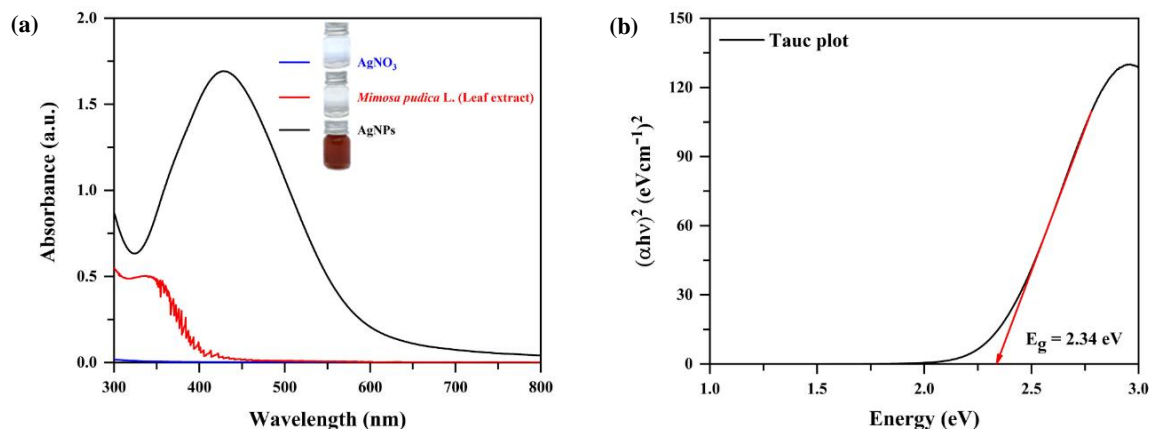 (a)
2.0
1.5
1.0
0.5
0.0
Absorbance (a.u.)
AgNO₃
Mimosa pudica L. (Leaf extract)
AgNPs
300 400 500 600 700 800
Wavelength (nm)
(b)
150
120
90
60
30
0
(αhν)² (eVcm⁻¹)²
Tauc plot
E_g = 2.34 eV
1.0 1.5 2.0 2.5 3.0
Energy (eV)